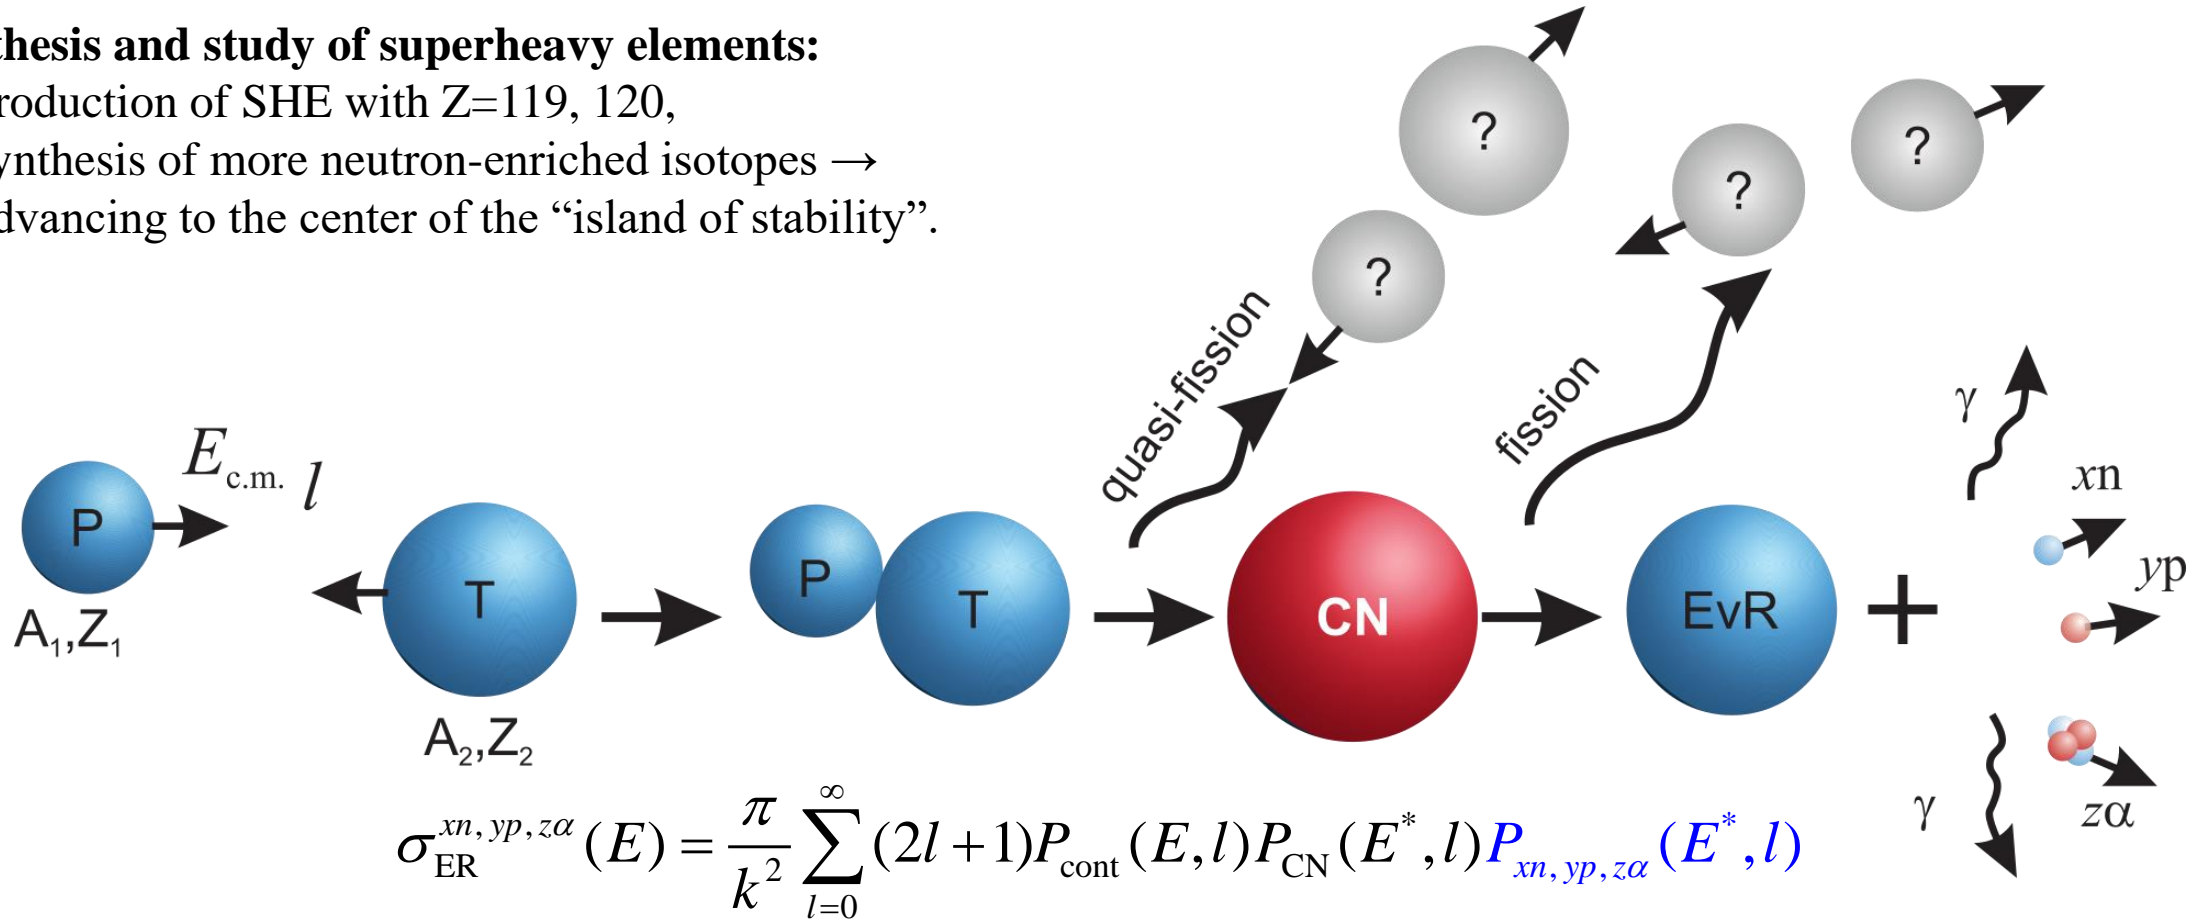 thesis and study of superheavy elements:
roduction of SHE with Z=119, 120,
ynthesis of more neutron-enriched isotopes →
dvancing to the center of the “island of stability”.
?
?
?
?
quasi-fission
fission
γ
E_c.m. l
P
T
P
T
CN
EvR
+
xn
yp
A₁,Z₁
A₂,Z₂
γ
zα
σ_ER^{xn, yp, zα} (E) = π/k² ∑_{l=0}^{∞} (2l +1)P_cont (E,l)P_CN (E^*,l)P_{xn, yp, zα} (E^*,l)